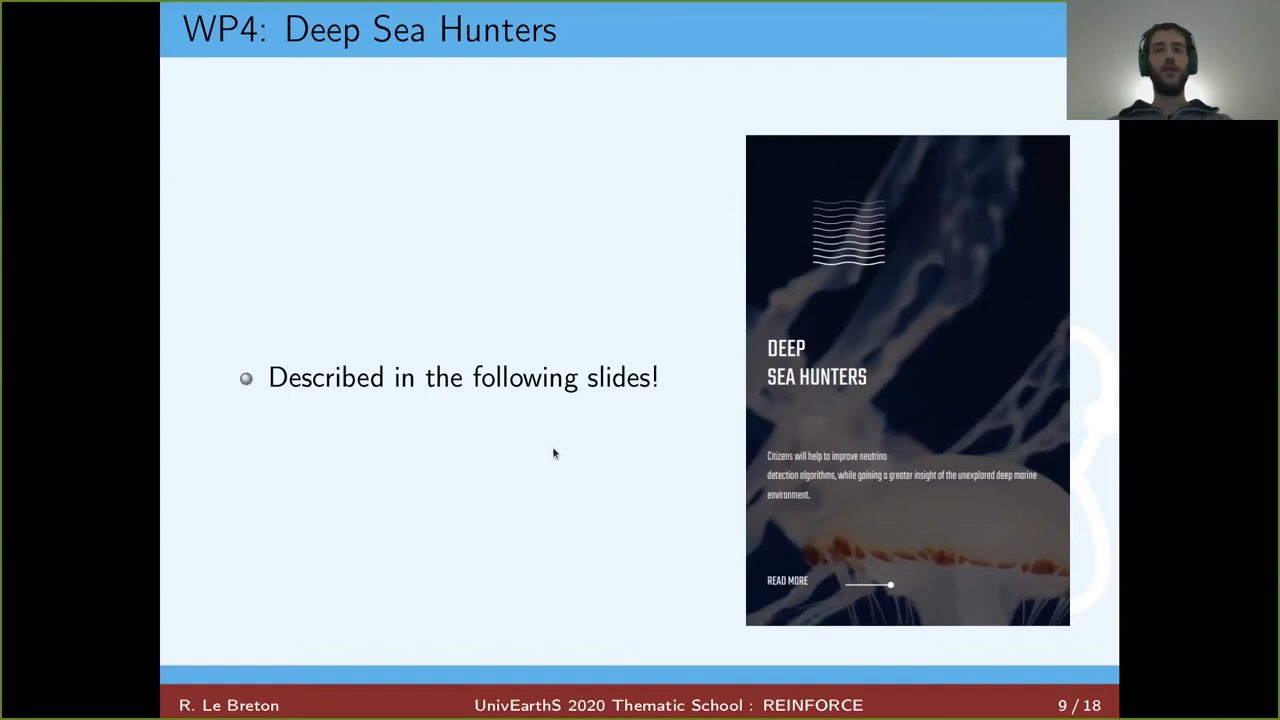 WP4: Deep Sea Hunters
Described in the following slides!
DEEP
SEA HUNTERS
Citizens will help to improve neutrino
detection algorithms, while gaining a greater insight of the unexplored deep marine
environment.
READ MORE
R. Le Breton
UnivEarthS 2020 Thematic School : REINFORCE
9 / 18